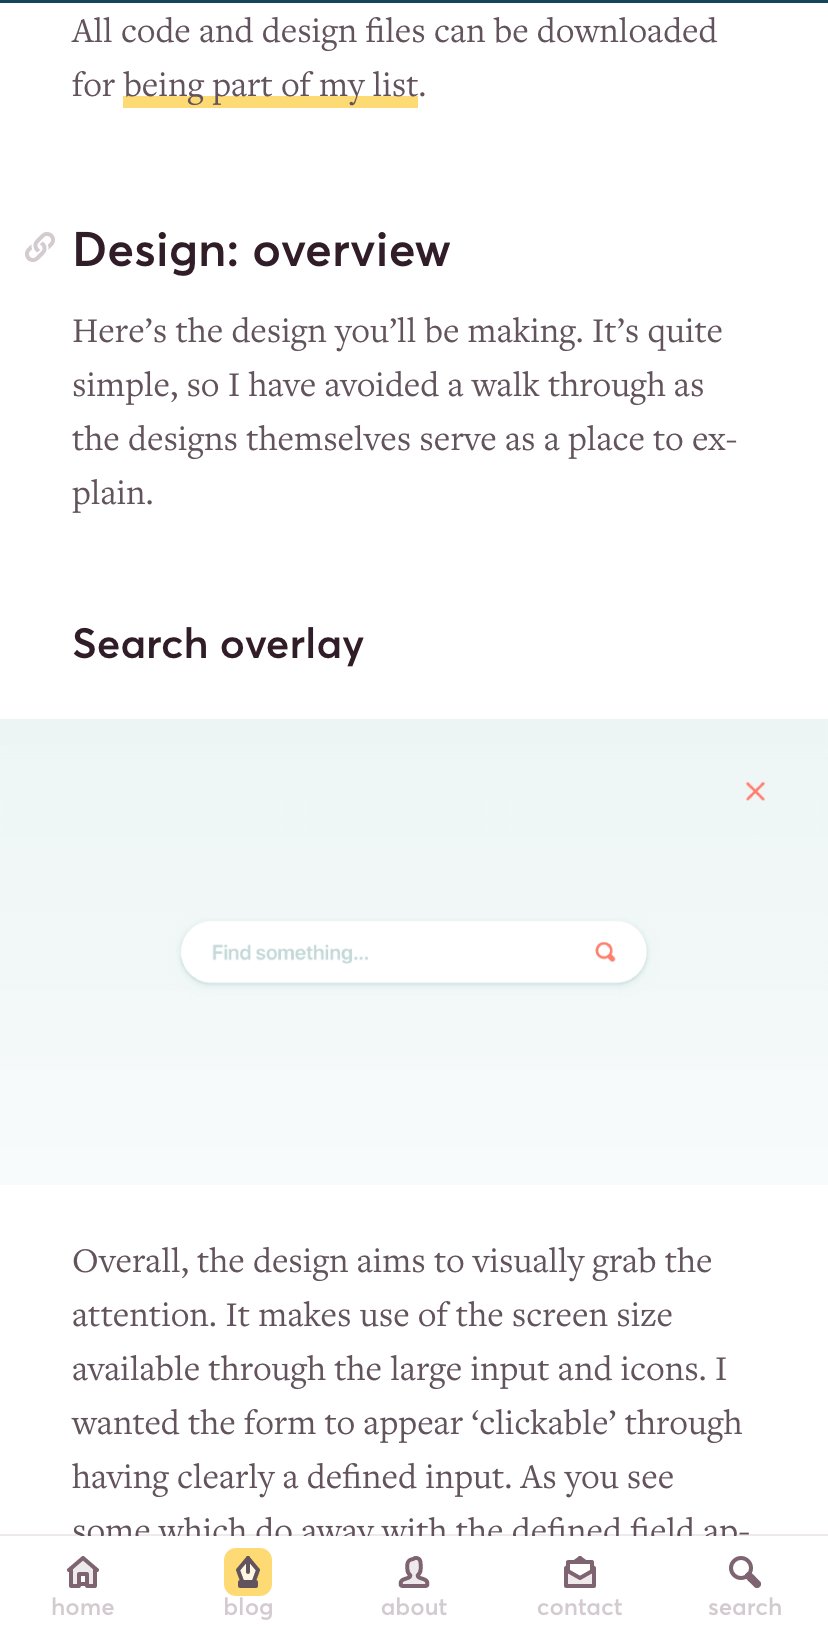 All code and design files can be downloaded
for being part of my list.
Design: overview
Here’s the design you’ll be making. It’s quite
simple, so I have avoided a walk through as
the designs themselves serve as a place to ex-
plain.
Search overlay
Find something...
Overall, the design aims to visually grab the
attention. It makes use of the screen size
available through the large input and icons. I
wanted the form to appear ‘clickable’ through
having clearly a defined input. As you see
some which do away with the defined field ap-
home
blog
about
contact
search